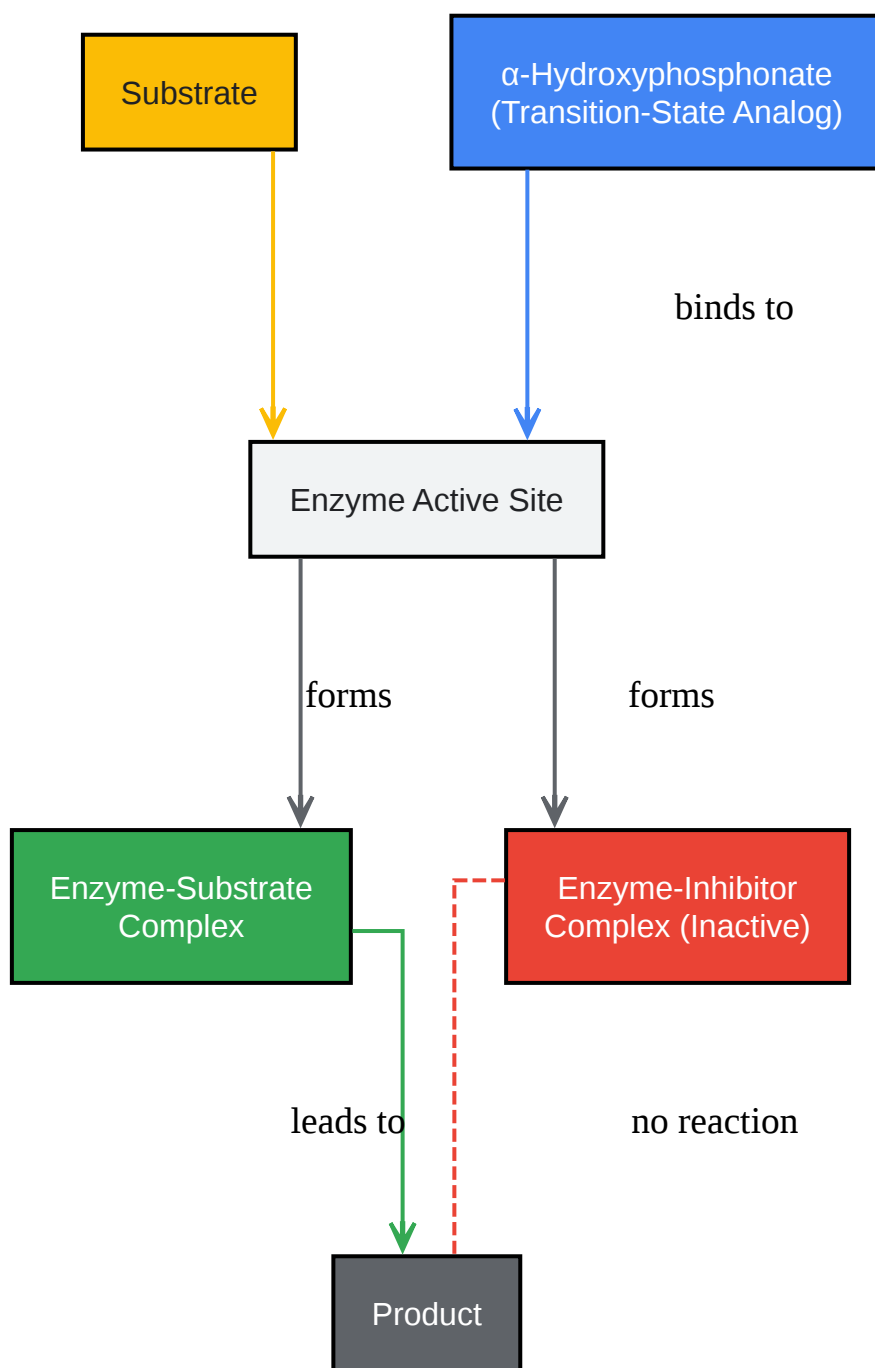 Substrate
α-Hydroxyphosphonate
(Transition-State Analog)
binds to
Enzyme Active Site
forms
forms
Enzyme-Substrate
Complex
Enzyme-Inhibitor
Complex (Inactive)
leads to
no reaction
Product